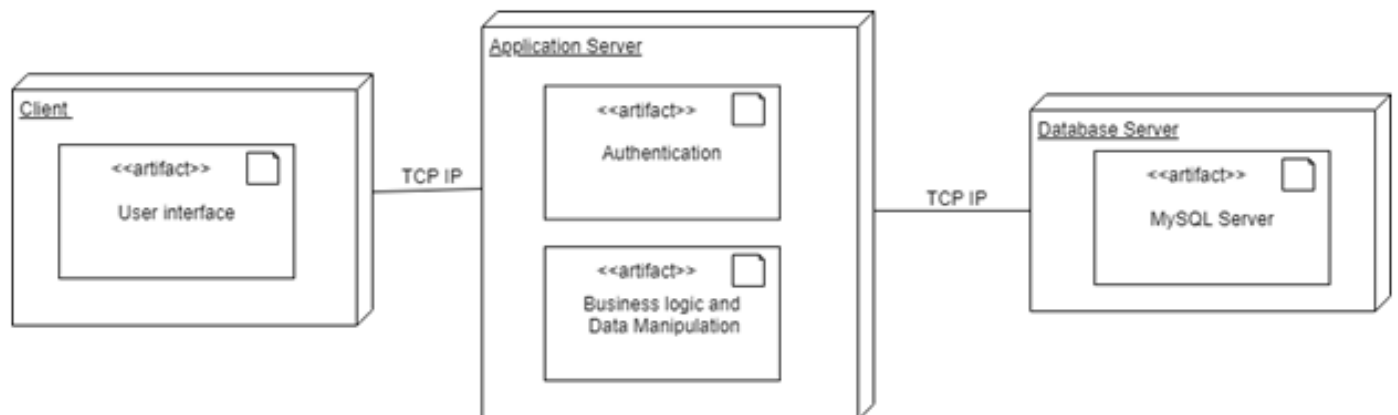 Client
<<artifact>>
User interface
TCP IP
Application Server
<<artifact>>
Authentication
<<artifact>>
Business logic and
Data Manipulation
TCP IP
Database Server
<<artifact>>
MySQL Server